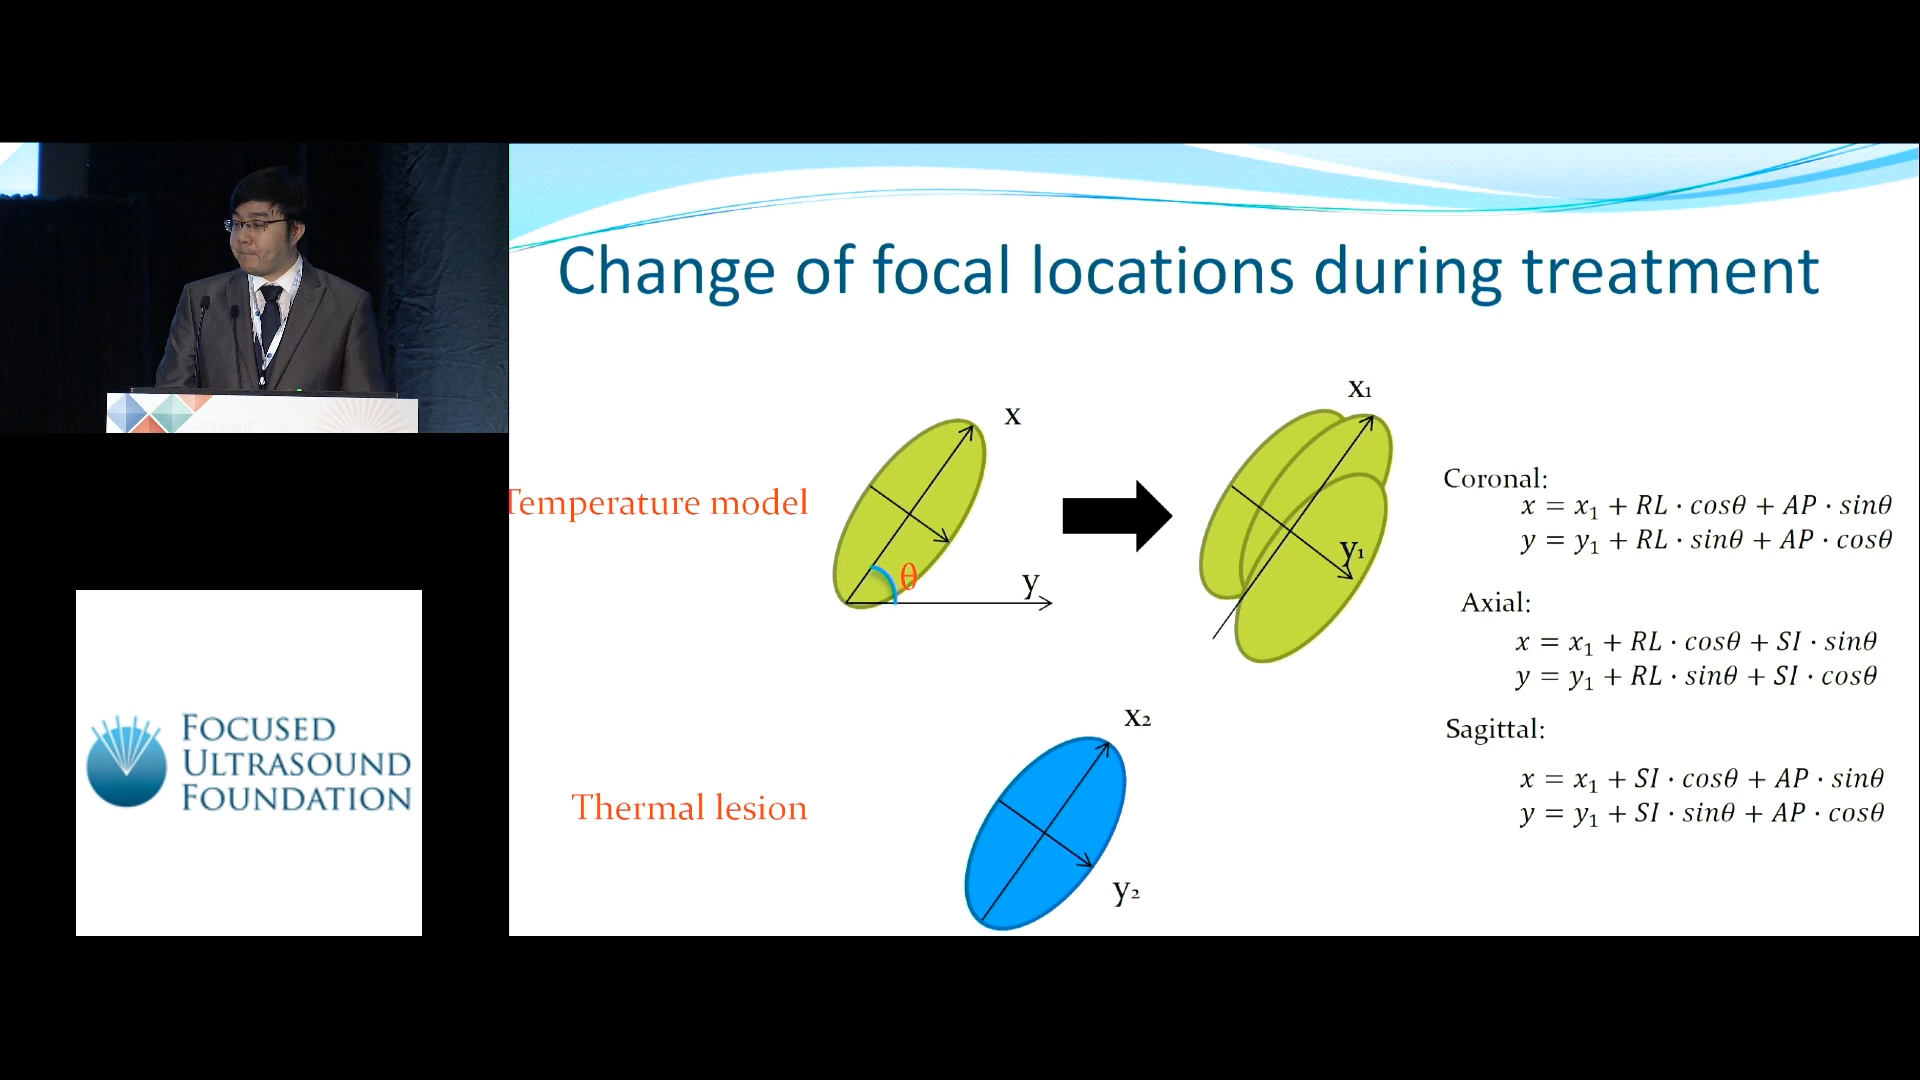 Change of focal locations during treatment
x
x₁
Temperature model
θ
y
y₁
Coronal:
x = x₁ + RL · cosθ + AP · sinθ
y = y₁ + RL · sinθ + AP · cosθ
Axial:
x = x₁ + RL · cosθ + SI · sinθ
y = y₁ + RL · sinθ + SI · cosθ
Sagittal:
x = x₁ + SI · cosθ + AP · sinθ
y = y₁ + SI · sinθ + AP · cosθ
x₂
Thermal lesion
y₂
FOCUSED
ULTRASOUND
FOUNDATION